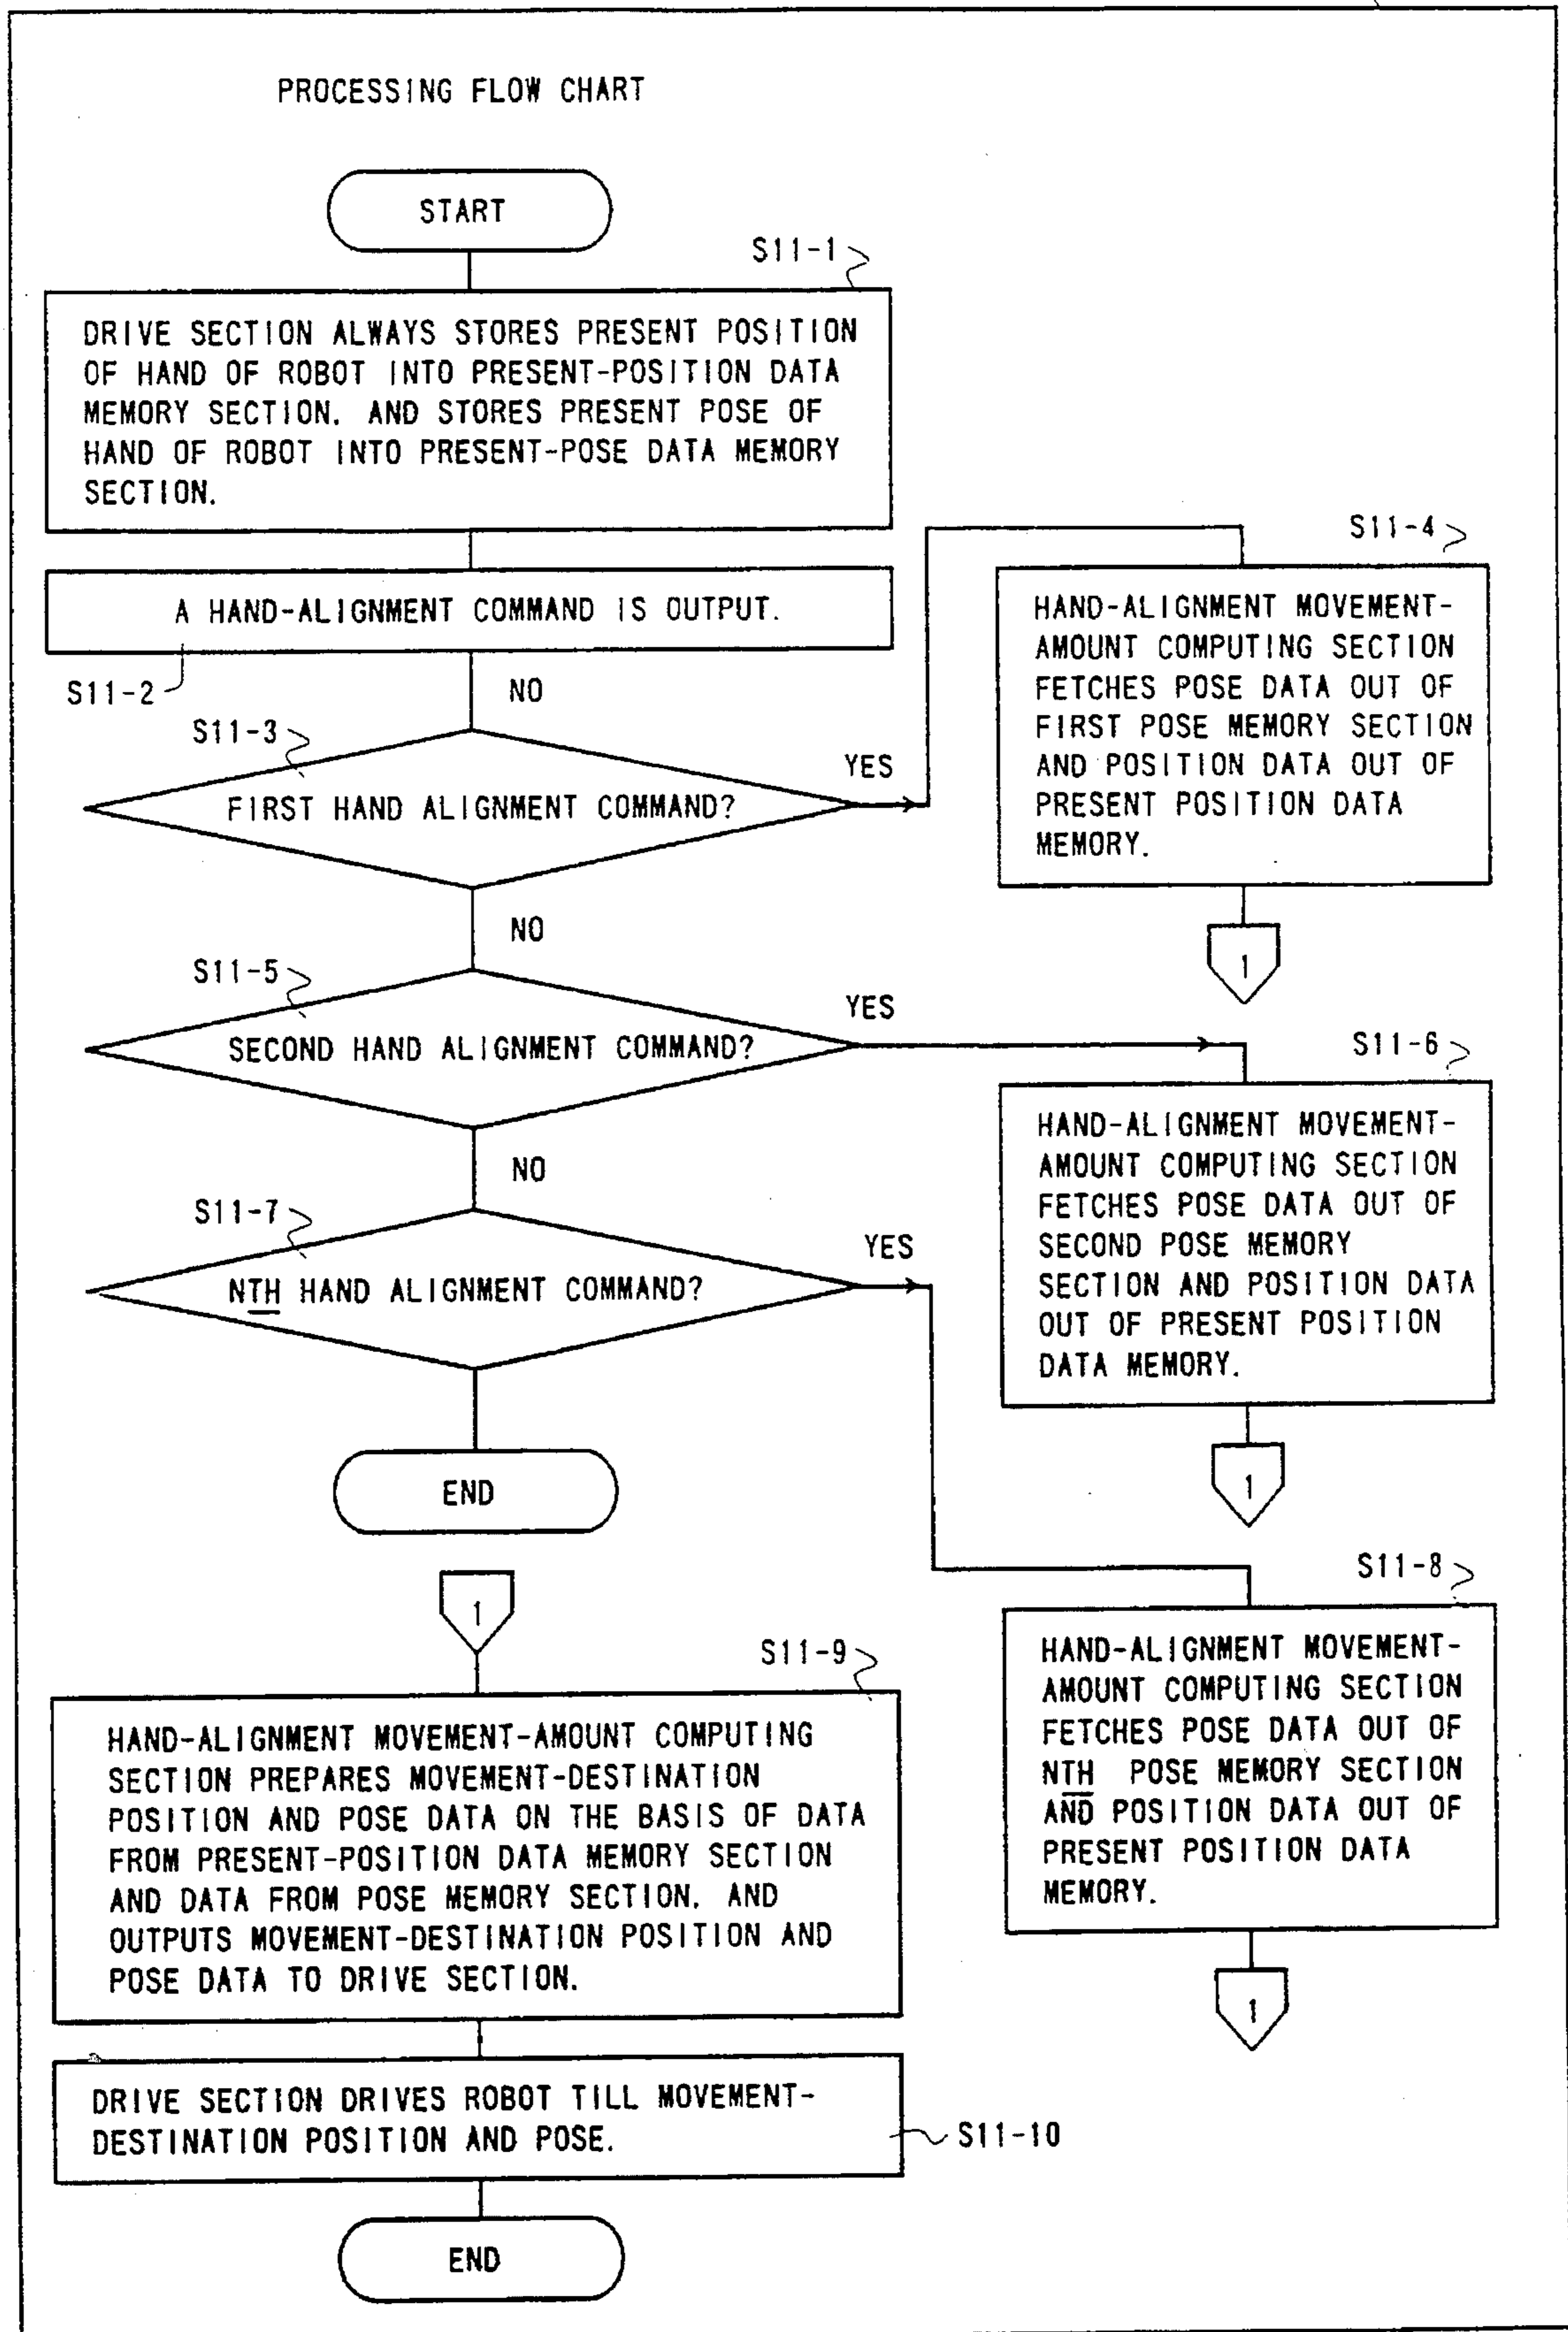 PROCESSING FLOW CHART
START
S11-1
DRIVE SECTION ALWAYS STORES PRESENT POSITION
OF HAND OF ROBOT INTO PRESENT-POSITION DATA
MEMORY SECTION. AND STORES PRESENT POSE OF
HAND OF ROBOT INTO PRESENT-POSE DATA MEMORY
SECTION.
A HAND-ALIGNMENT COMMAND IS OUTPUT.
S11-2
NO
S11-3
FIRST HAND ALIGNMENT COMMAND?
YES
S11-4
HAND-ALIGNMENT MOVEMENT-
AMOUNT COMPUTING SECTION
FETCHES POSE DATA OUT OF
FIRST POSE MEMORY SECTION
AND POSITION DATA OUT OF
PRESENT POSITION DATA
MEMORY.
1
NO
S11-5
SECOND HAND ALIGNMENT COMMAND?
YES
S11-6
HAND-ALIGNMENT MOVEMENT-
AMOUNT COMPUTING SECTION
FETCHES POSE DATA OUT OF
SECOND POSE MEMORY
SECTION AND POSITION DATA
OUT OF PRESENT POSITION
DATA MEMORY.
1
NO
S11-7
NTH HAND ALIGNMENT COMMAND?
YES
END
S11-8
HAND-ALIGNMENT MOVEMENT-
AMOUNT COMPUTING SECTION
FETCHES POSE DATA OUT OF
NTH POSE MEMORY SECTION
AND POSITION DATA OUT OF
PRESENT POSITION DATA
MEMORY.
1
1
S11-9
HAND-ALIGNMENT MOVEMENT-AMOUNT COMPUTING
SECTION PREPARES MOVEMENT-DESTINATION
POSITION AND POSE DATA ON THE BASIS OF DATA
FROM PRESENT-POSITION DATA MEMORY SECTION
AND DATA FROM POSE MEMORY SECTION. AND
OUTPUTS MOVEMENT-DESTINATION POSITION AND
POSE DATA TO DRIVE SECTION.
DRIVE SECTION DRIVES ROBOT TILL MOVEMENT-
DESTINATION POSITION AND POSE.
S11-10
END